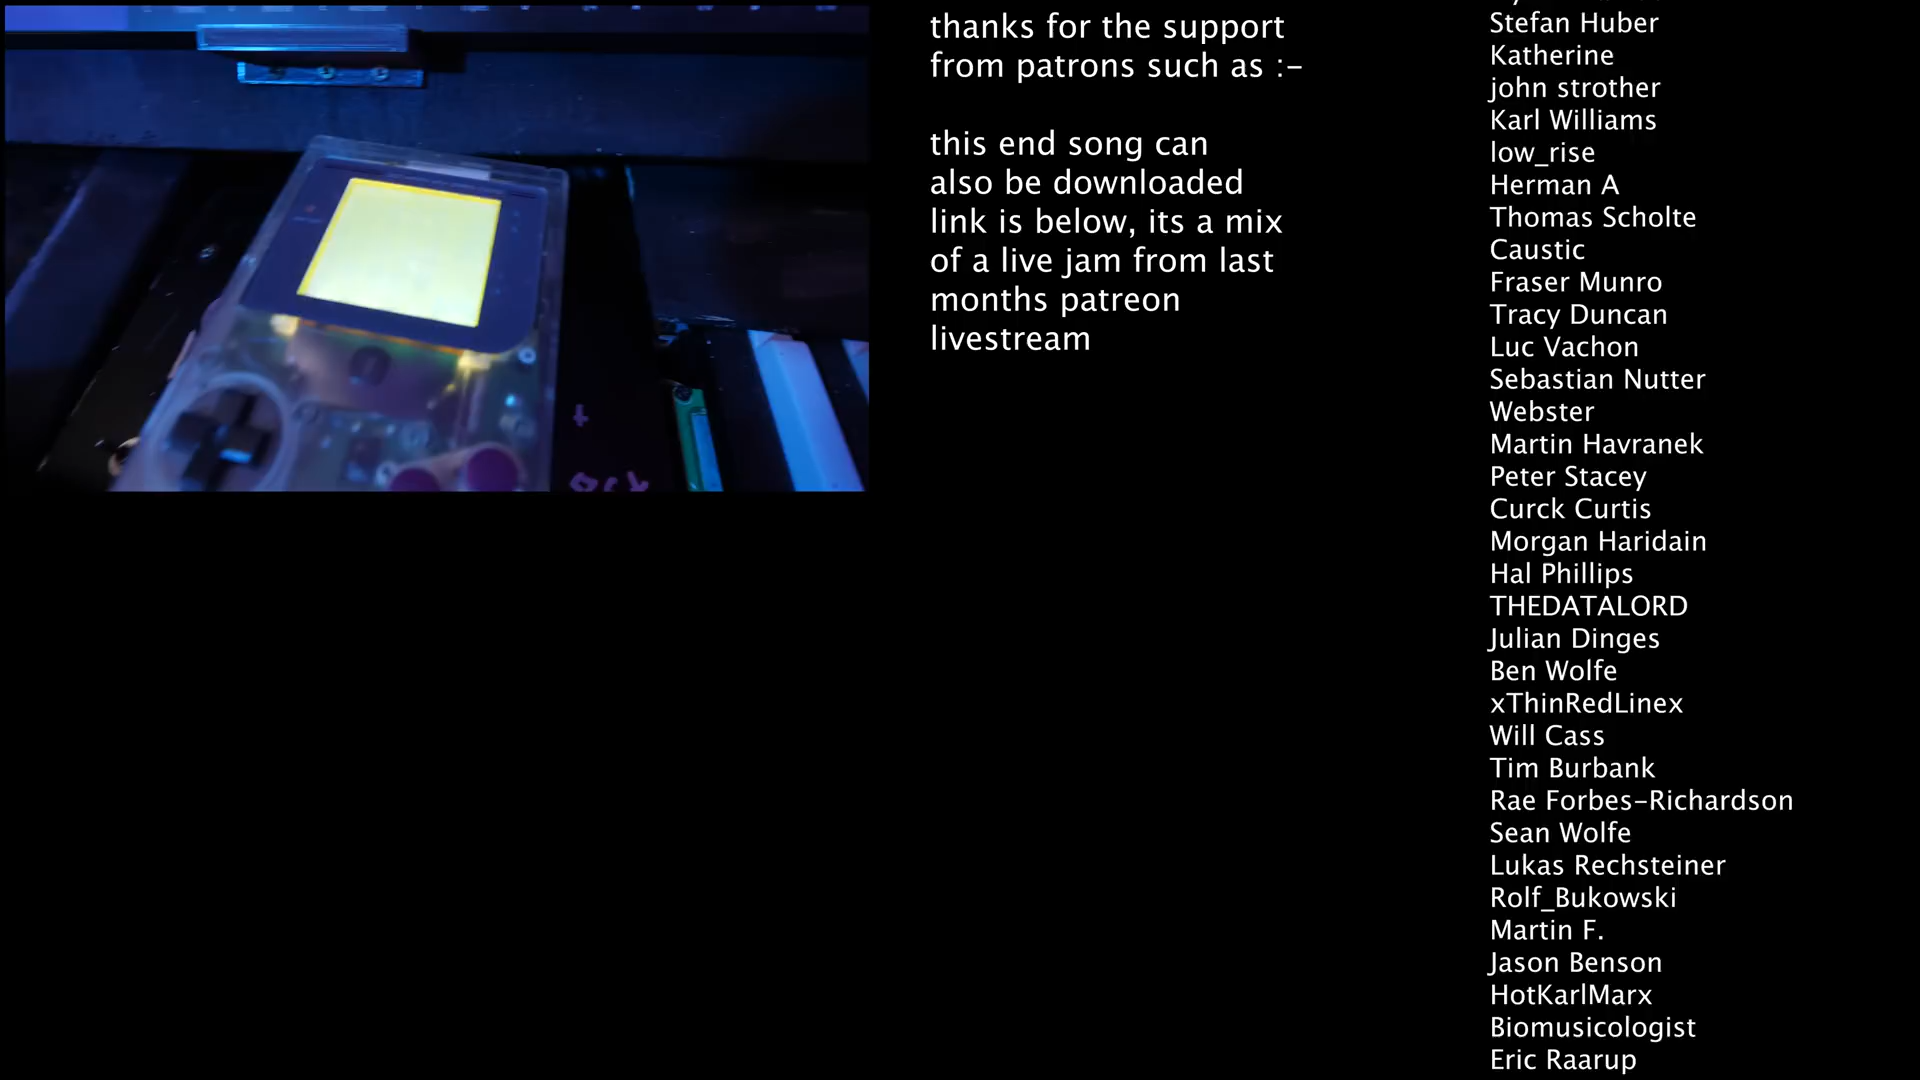 thanks for the support
from patrons such as :-
this end song can
also be downloaded
link is below, its a mix
of a live jam from last
months patreon
livestream
Stefan Huber
Katherine
john strother
Karl Williams
low_rise
Herman A
Thomas Scholte
Caustic
Fraser Munro
Tracy Duncan
Luc Vachon
Sebastian Nutter
Webster
Martin Havranek
Peter Stacey
Curck Curtis
Morgan Haridain
Hal Phillips
THEDATALORD
Julian Dinges
Ben Wolfe
xThinRedLinex
Will Cass
Tim Burbank
Rae Forbes-Richardson
Sean Wolfe
Lukas Rechsteiner
Rolf_Bukowski
Martin F.
Jason Benson
HotKarlMarx
Biomusicologist
Eric Raarup